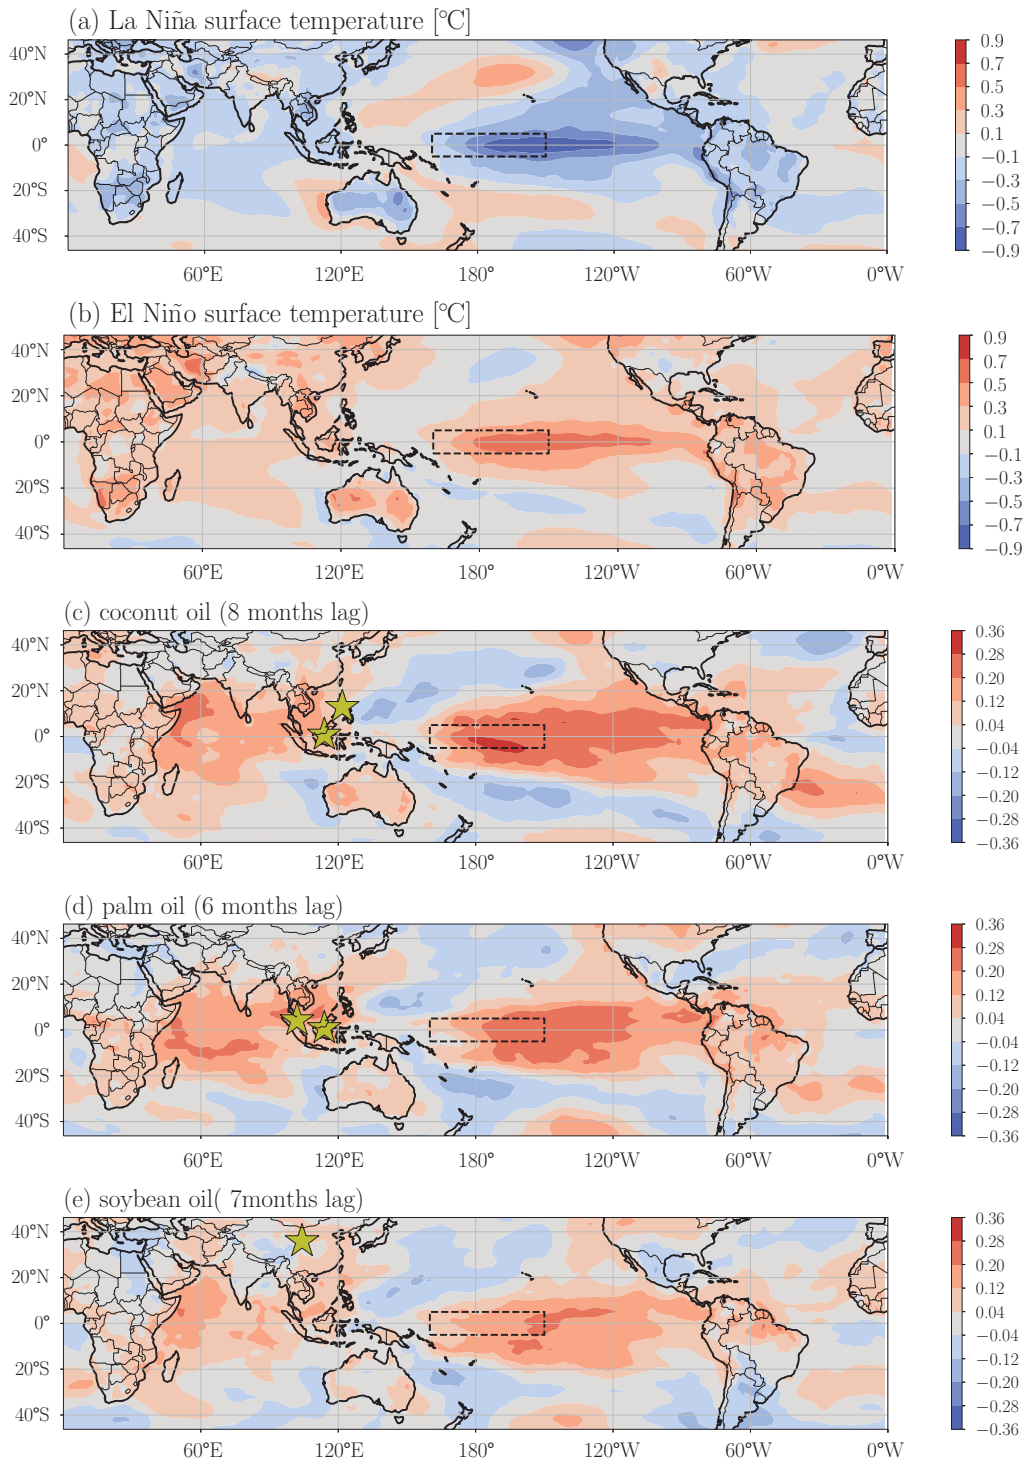 (a) La Niña surface temperature [°C]
40°N
20°N
0°
20°S
40°S
60°E 120°E 180° 120°W 60°W 0°W
0.9
0.7
0.5
0.3
0.1
−0.1
−0.3
−0.5
−0.7
−0.9
(b) El Niño surface temperature [°C]
40°N
20°N
0°
20°S
40°S
60°E 120°E 180° 120°W 60°W 0°W
0.9
0.7
0.5
0.3
0.1
−0.1
−0.3
−0.5
−0.7
−0.9
(c) coconut oil (8 months lag)
40°N
20°N
0°
20°S
40°S
60°E 120°E 180° 120°W 60°W 0°W
0.36
0.28
0.20
0.12
0.04
−0.04
−0.12
−0.20
−0.28
−0.36
(d) palm oil (6 months lag)
40°N
20°N
0°
20°S
40°S
60°E 120°E 180° 120°W 60°W 0°W
0.36
0.28
0.20
0.12
0.04
−0.04
−0.12
−0.20
−0.28
−0.36
(e) soybean oil( 7months lag)
40°N
20°N
0°
20°S
40°S
60°E 120°E 180° 120°W 60°W 0°W
0.36
0.28
0.20
0.12
0.04
−0.04
−0.12
−0.20
−0.28
−0.36